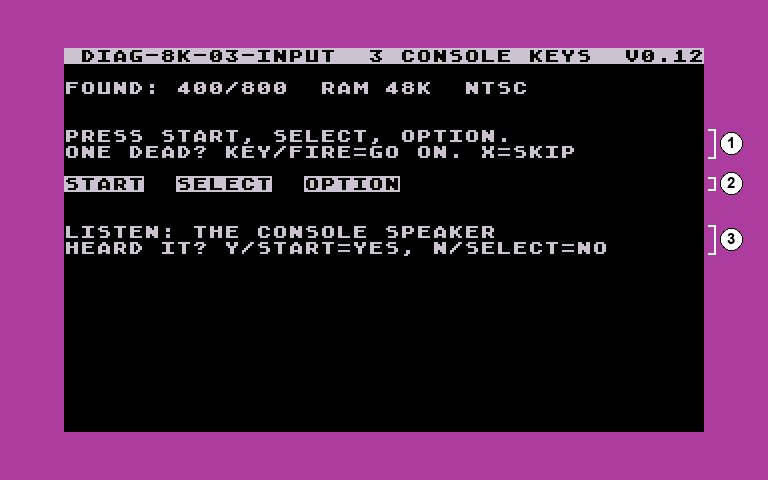 DIAG-8K-03-INPUT  3 CONSOLE KEYS  V0.12
FOUND: 400/800  RAM 48K  NTSC
PRESS START, SELECT, OPTION.
ONE DEAD? KEY/FIRE=GO ON. X=SKIP
1
START  SELECT  OPTION
2
LISTEN: THE CONSOLE SPEAKER
HEARD IT? Y/START=YES, N/SELECT=NO
3